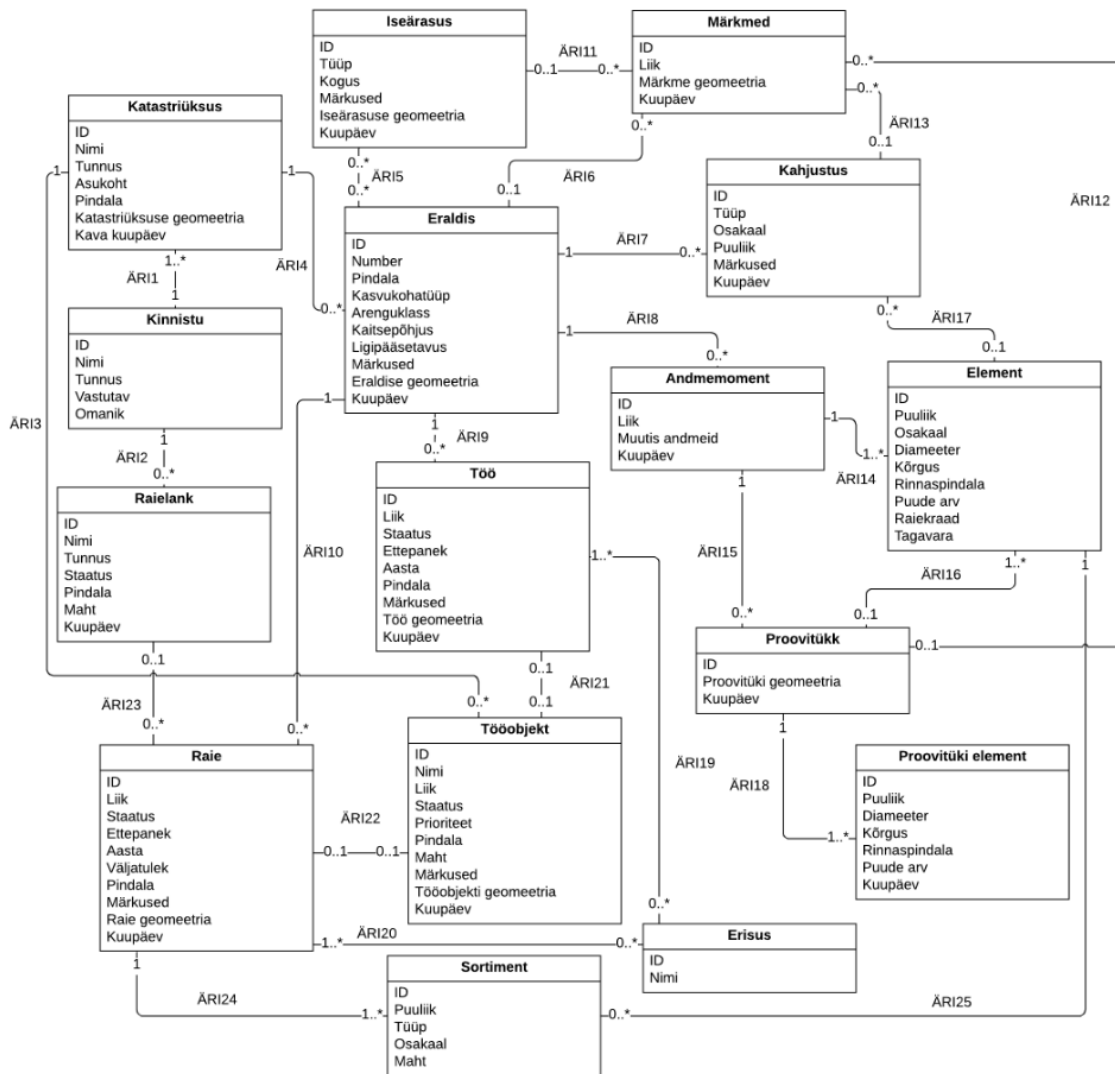 Iseärasus
ID
Tüüp
Kogus
Märkused
Iseärasuse geomeetria
Kuupäev
ÄRI11
0..1
0..*
Märkmed
ID
Liik
Märkme geomeetria
Kuupäev
0..*
0..*
ÄRI13
0..1
0..*
ÄRI6
0..1
ÄRI12
Katastriüksus
ID
Nimi
Tunnus
Asukoht
Pindala
Katastriüksuse geomeetria
Kava kuupäev
1
1
0..*
ÄRI5
0..*
Kahjustus
ID
Tüüp
Osakaal
Puuliik
Märkused
Kuupäev
Eraldis
ID
Number
Pindala
Kasvukohatüüp
Arenguklass
Kaitsepõhjus
Ligipääsetavus
Märkused
Eraldise geomeetria
Kuupäev
1
ÄRI7
0..*
1..*
ÄRI1
1
ÄRI4
0..*
Kinnistu
ID
Nimi
Tunnus
Vastutav
Omanik
1
ÄRI8
0..*
0..*
ÄRI17
0..1
Andmemoment
ID
Liik
Muutis andmeid
Kuupäev
1
1..*
ÄRI14
Element
ID
Puuliik
Osakaal
Diameeter
Kõrgus
Rinnaspindala
Puude arv
Raiekraad
Tagavara
ÄRI3
1
1
ÄRI9
0..*
1
ÄRI2
0..*
Töö
ID
Liik
Staatus
Ettepanek
Aasta
Pindala
Märkused
Töö geomeetria
Kuupäev
1..*
Raielank
ID
Nimi
Tunnus
Staatus
Pindala
Maht
Kuupäev
ÄRI10
1
ÄRI15
0..*
1..*
ÄRI16
0..1
1
Proovitükk
ID
Proovitüki geomeetria
Kuupäev
0..1
0..1
ÄRI23
0..*
0..*
0..1
ÄRI21
0..1
0..*
Tööobjekt
ID
Nimi
Liik
Staatus
Prioriteet
Pindala
Maht
Märkused
Tööobjekti geomeetria
Kuupäev
1
ÄRI18
1..*
Proovitüki element
ID
Puuliik
Diameeter
Kõrgus
Rinnaspindala
Puude arv
Kuupäev
ÄRI19
0..*
Raie
ID
Liik
Staatus
Ettepanek
Aasta
Väljatulek
Pindala
Märkused
Raie geomeetria
Kuupäev
ÄRI22
0..1
0..1
1..*
ÄRI20
0..*
Erisus
ID
Nimi
1
ÄRI24
1..*
Sortiment
ID
Puuliik
Tüüp
Osakaal
Maht
0..*
ÄRI25